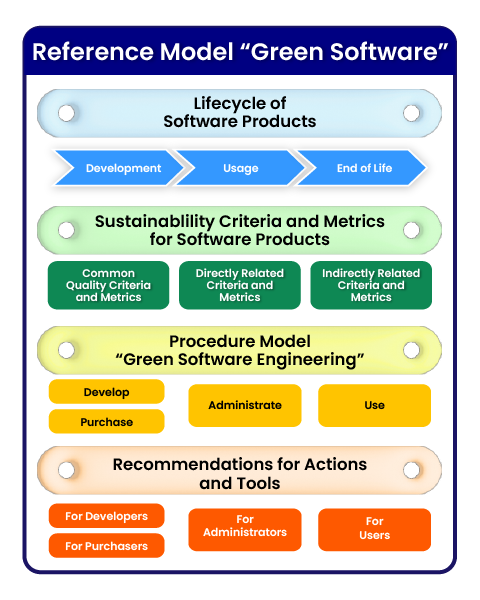 Reference Model “Green Software”
Lifecycle of
Software Products
Development
Usage
End of Life
Sustainablility Criteria and Metrics
for Software Products
Common
Quality Criteria
and Metrics
Directly Related
Criteria and
Metrics
Indirectly Related
Criteria and
Metrics
Procedure Model
“Green Software Engineering”
Develop
Purchase
Administrate
Use
Recommendations for Actions
and Tools
For Developers
For Purchasers
For
Administrators
For
Users